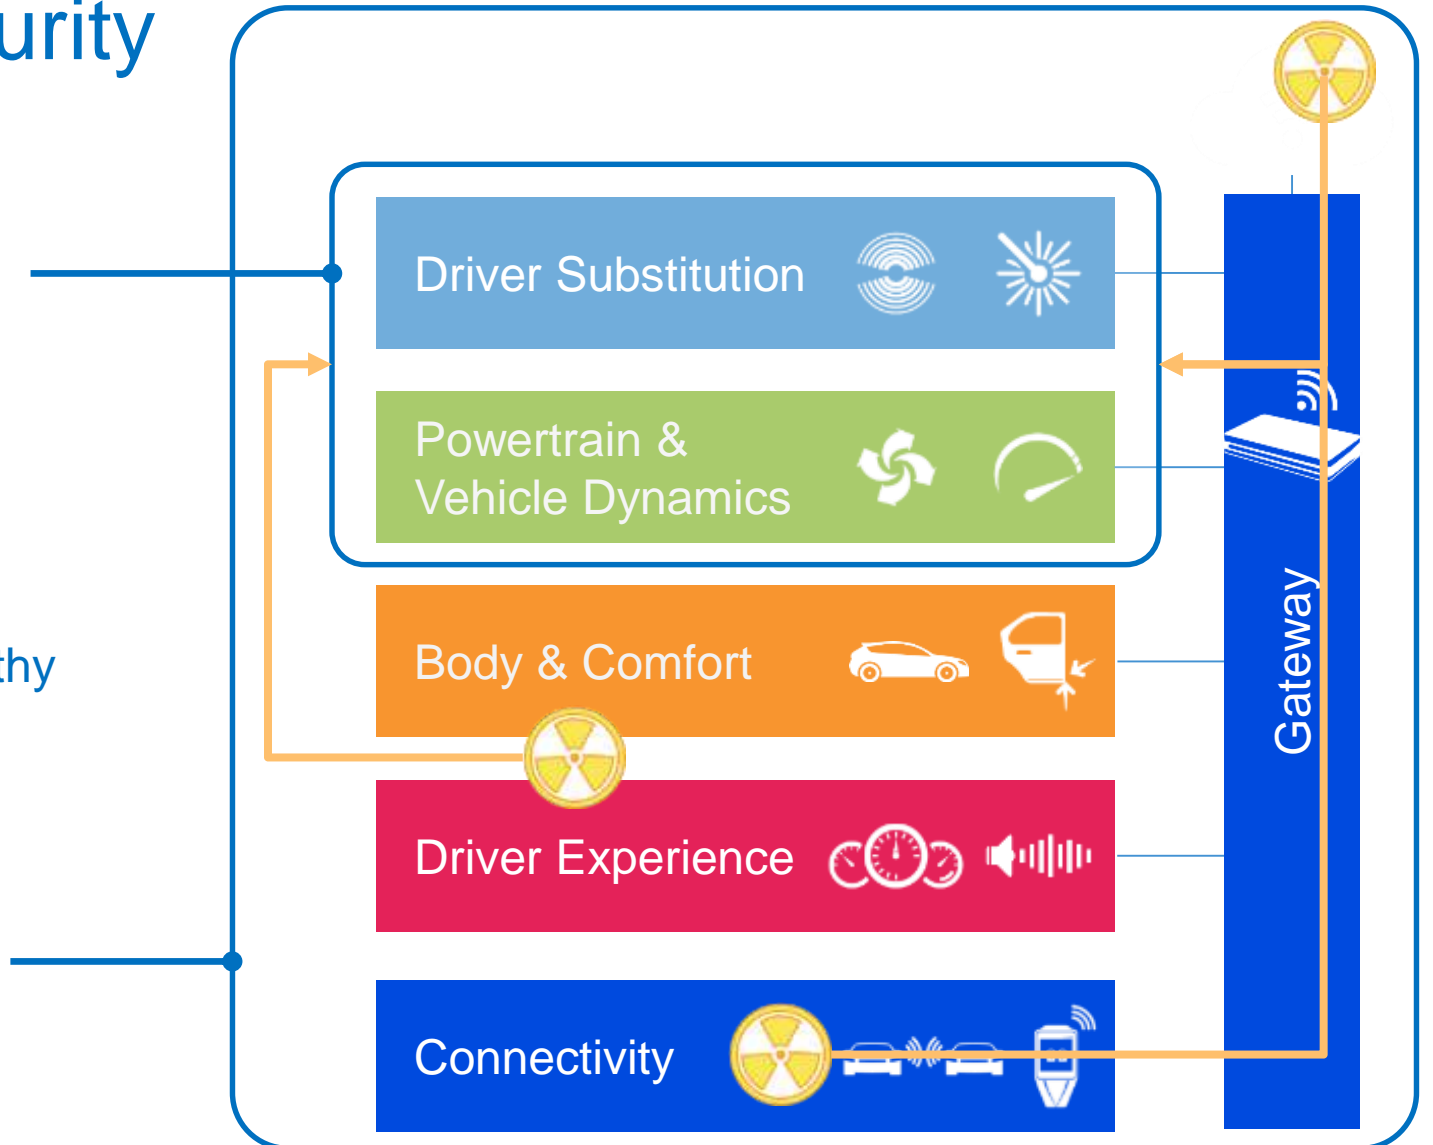 urity
Driver Substitution
Powertrain &
Vehicle Dynamics
Body & Comfort
thy
Driver Experience
Connectivity
Gateway